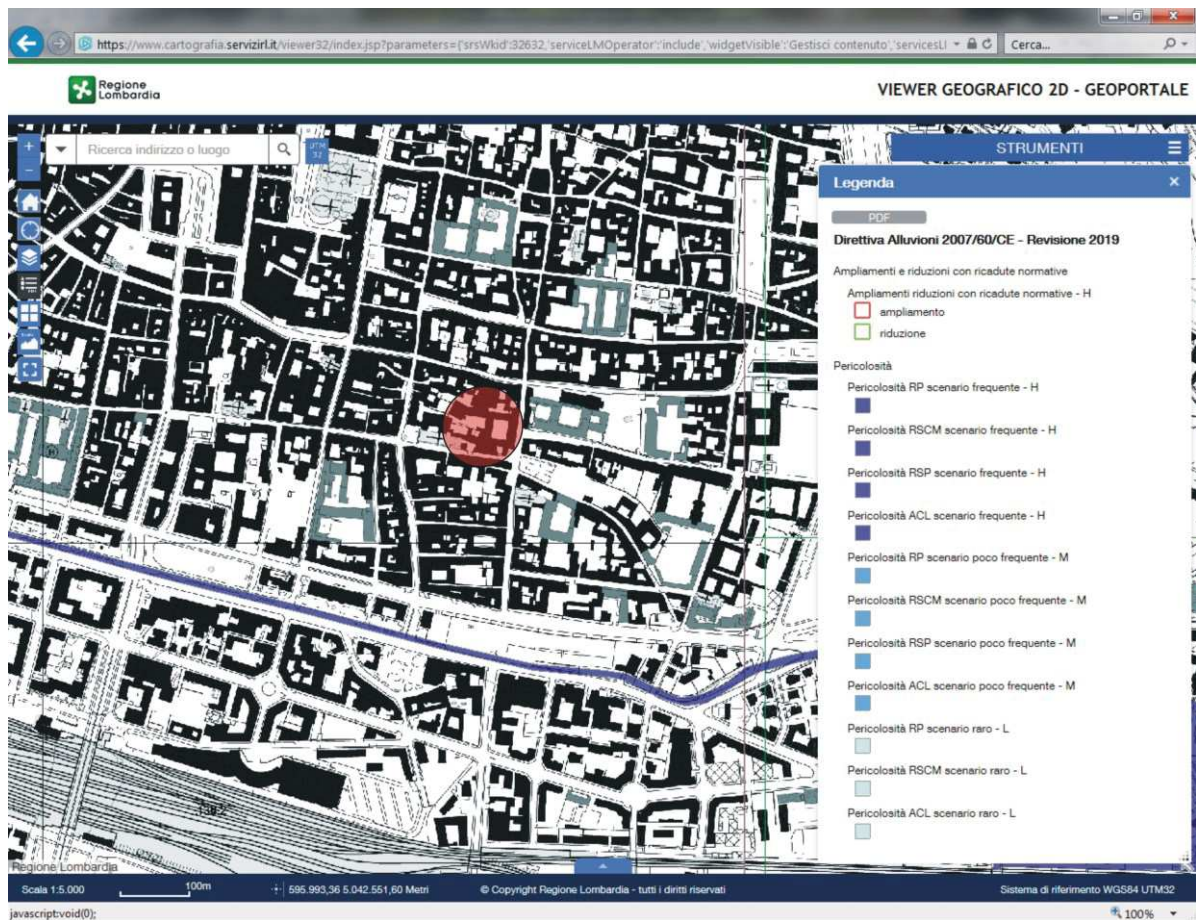 https://www.cartografia.servizirl.it/viewer32/index.jsp?parameters={'srsWkid':32632,'serviceLMOperator':'include','widgetVisible':'Gestisci contenuto','servicesLI
Cerca...
Regione
Lombardia
VIEWER GEOGRAFICO 2D - GEOPORTALE
Ricerca indirizzo o luogo
UTM
32
STRUMENTI
Legenda
PDF
Direttiva Alluvioni 2007/60/CE - Revisione 2019
Ampliamenti e riduzioni con ricadute normative
Ampliamenti riduzioni con ricadute normative - H
ampliamento
riduzione
Pericolosità
Pericolosità RP scenario frequente - H
Pericolosità RSCM scenario frequente - H
Pericolosità RSP scenario frequente - H
Pericolosità ACL scenario frequente - H
Pericolosità RP scenario poco frequente - M
Pericolosità RSCM scenario poco frequente - M
Pericolosità RSP scenario poco frequente - M
Pericolosità ACL scenario poco frequente - M
Pericolosità RP scenario raro - L
Pericolosità RSCM scenario raro - L
Pericolosità ACL scenario raro - L
Regione Lombardia
Scala 1:5.000
100m
595.993,36 5.042.551,60 Metri
© Copyright Regione Lombardia - tutti i diritti riservati
Sistema di riferimento WGS84 UTM32
javascript:void(0);
100%